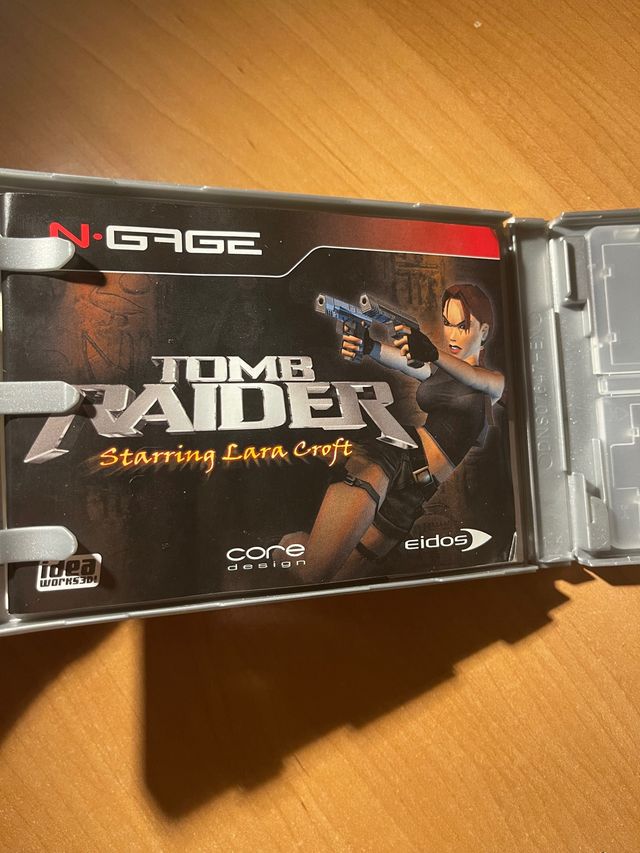 N·GAGE
TOMB
RAIDER
Starring Lara Croft
idea
WORKS3D!
core
design
eidos